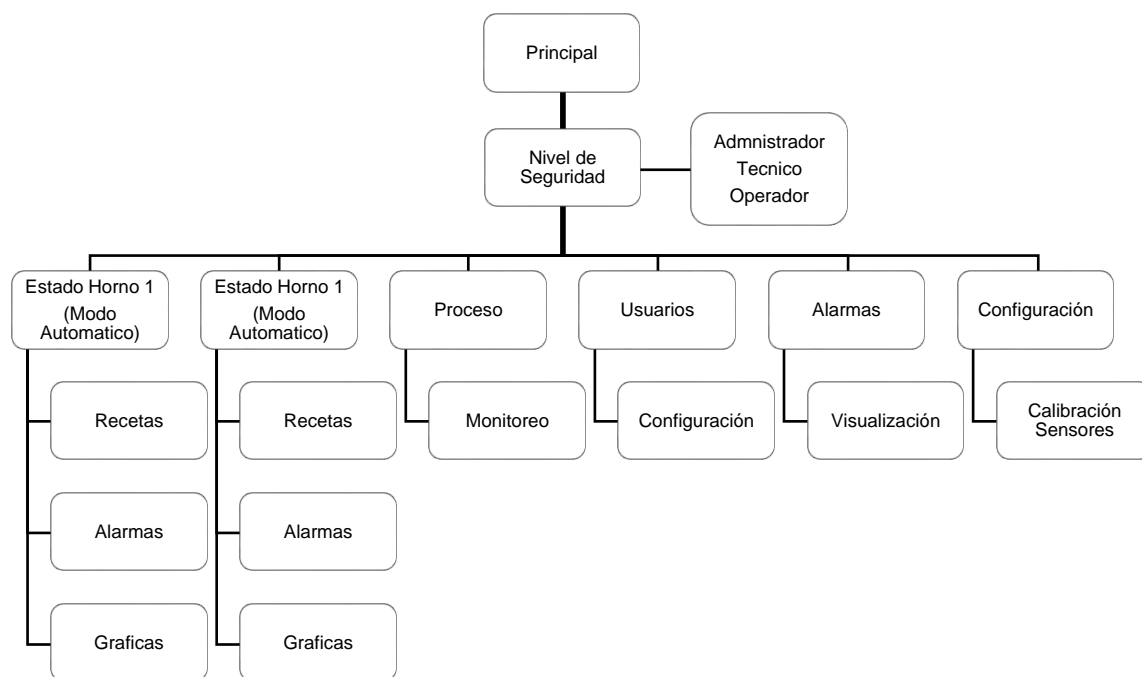 Principal
Nivel de
Seguridad
Admnistrador
Tecnico
Operador
Estado Horno 1
(Modo
Automatico)
Estado Horno 1
(Modo
Automatico)
Proceso
Usuarios
Alarmas
Configuración
Recetas
Recetas
Monitoreo
Configuración
Visualización
Calibración
Sensores
Alarmas
Alarmas
Graficas
Graficas